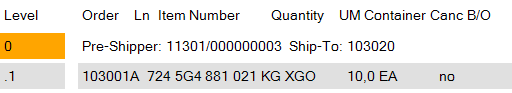 Level Order Ln Item Number Quantity UM Container Canc B/O
0 Pre-Shipper: 11301/000000003 Ship-To: 103020
.1 103001A 724 5G4 881 021 KG XGO 10,0 EA no